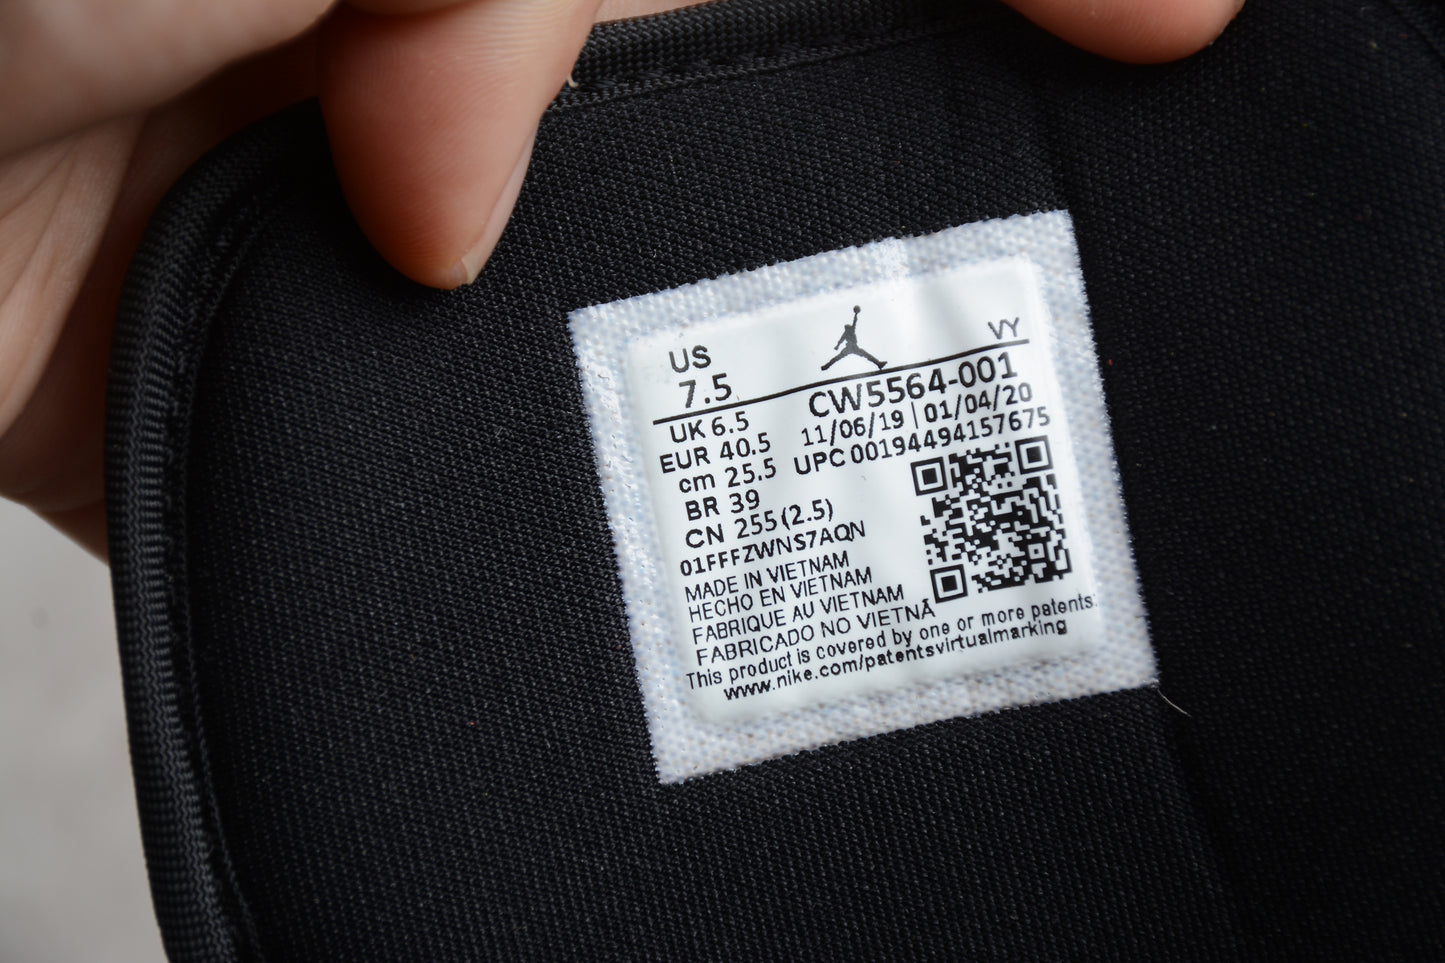 US
7.5
VY
UK 6.5
EUR 40.5
cm 25.5
BR 39
CN 255 (2.5)
CW5564-001
11/06/19 | 01/04/20
UPC 00194494157675
01FFFZWNS7AQN
MADE IN VIETNAM
HECHO EN VIETNAM
FABRIQUE AU VIETNAM
FABRICADO NO VIETNÃ
This product is covered by one or more patents.
www.nike.com/patentsvirtualmarking